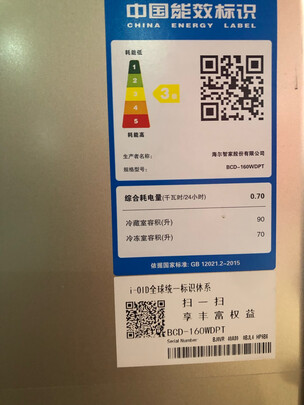 中国能效标识
CHINA ENERGY LABEL
耗能低
1
2
3
4
5
3级
耗能高
生产者名称: 海尔智家股份有限公司
规格型号: BCD-160WDPT
综合耗电量(千瓦时/24小时) 0.70
冷藏室容积(升) 90
冷冻室容积(升) 70
依据国家标准: GB 12021.2-2015
i-OID全球统一标识体系
扫一扫
享丰富权益
BCD-160WDPT
Serial Number